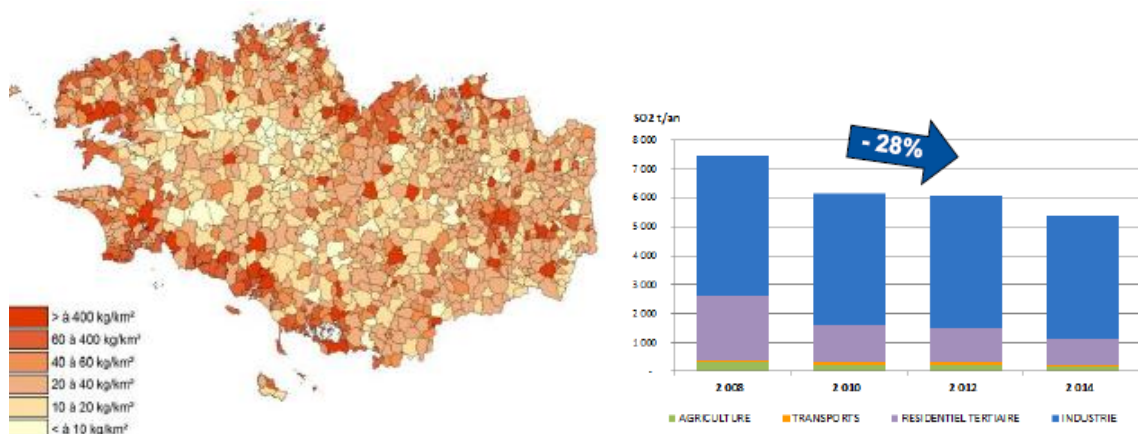 > à 400 kg/km²
60 à 400 kg/km²
40 à 60 kg/km²
20 à 40 kg/km²
10 à 20 kg/km²
< à 10 kg/km²
SO2 t/an
- 28%
8 000
7 000
6 000
5 000
4 000
3 000
2 000
1 000
-
2 008 2 010 2 012 2 014
AGRICULTURE TRANSPORTS RESIDENTIEL TERTIAIRE INDUSTRIE